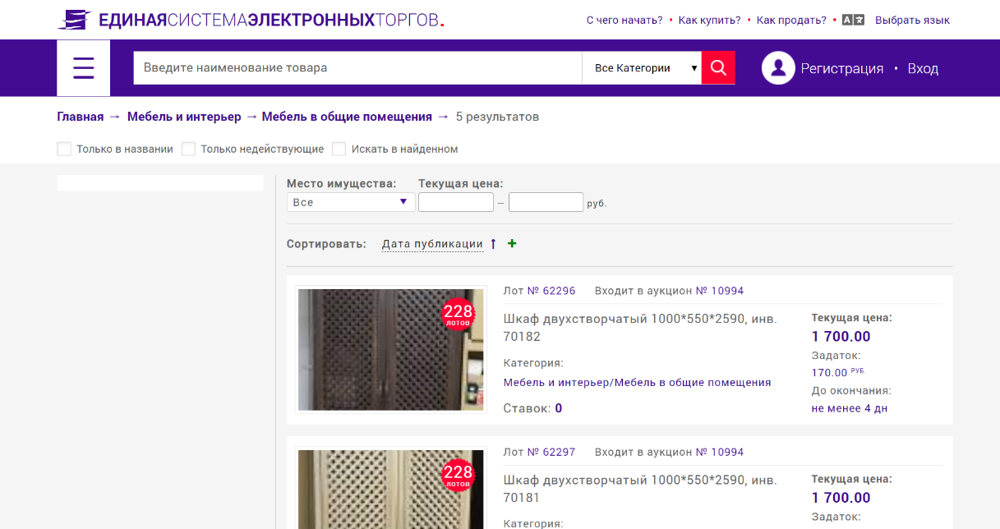 ЕДИНАЯСИСТЕМАЭЛЕКТРОННЫХТОРГОВ.
С чего начать? • Как купить? • Как продать? • Выбрать язык
Введите наименование товара
Все Категории
Регистрация • Вход
Главная → Мебель и интерьер → Мебель в общие помещения → 5 результатов
Только в названии Только недействующие Искать в найденном
Место имущества: Текущая цена:
Все – руб.
Сортировать: Дата публикации ↑ +
228
ЛОТОВ
Лот № 62296 Входит в аукцион № 10994
Шкаф двухстворчатый 1000*550*2590, инв.
70182
Категория:
Мебель и интерьер/Мебель в общие помещения
Ставок: 0
Текущая цена:
1 700.00
Задаток:
170.00 РУБ.
До окончания:
не менее 4 дн
228
ЛОТОВ
Лот № 62297 Входит в аукцион № 10994
Шкаф двухстворчатый 1000*550*2590, инв.
70181
Категория:
Текущая цена:
1 700.00
Задаток: